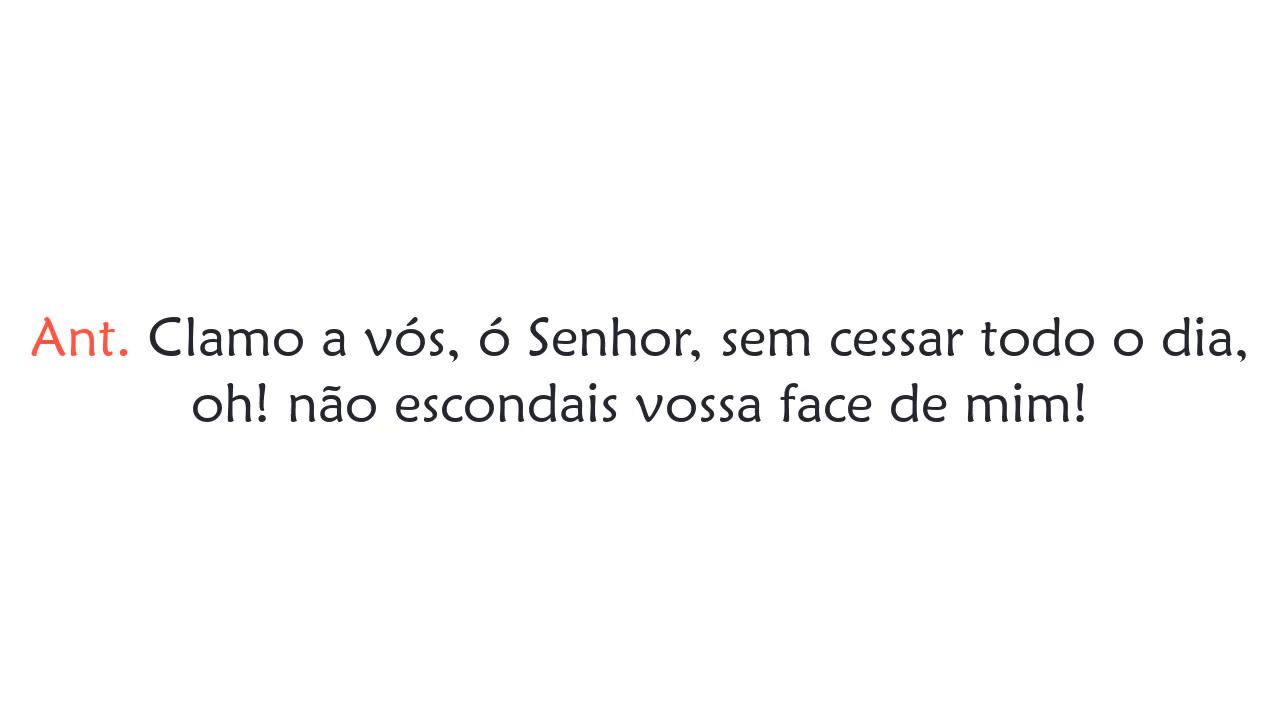 Ant. Clamo a vós, ó Senhor, sem cessar todo o dia,
oh! não escondais vossa face de mim!